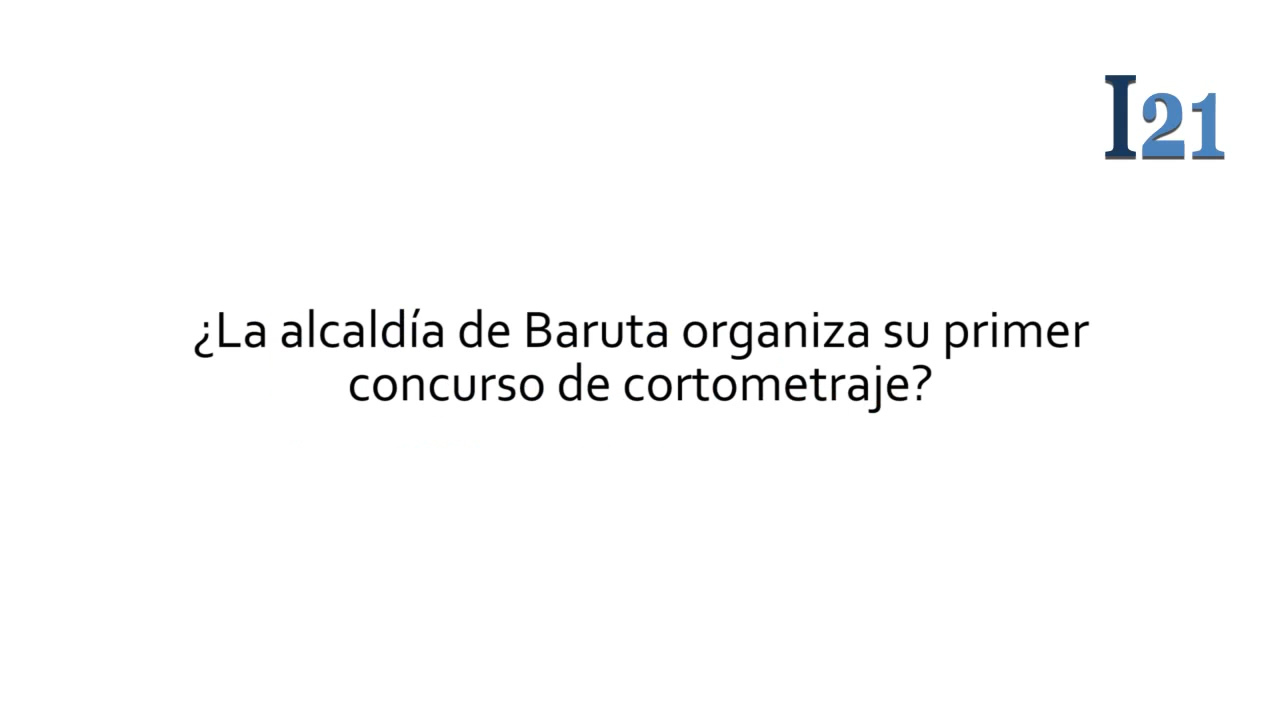 I21
¿La alcaldía de Baruta organiza su primer
concurso de cortometraje?